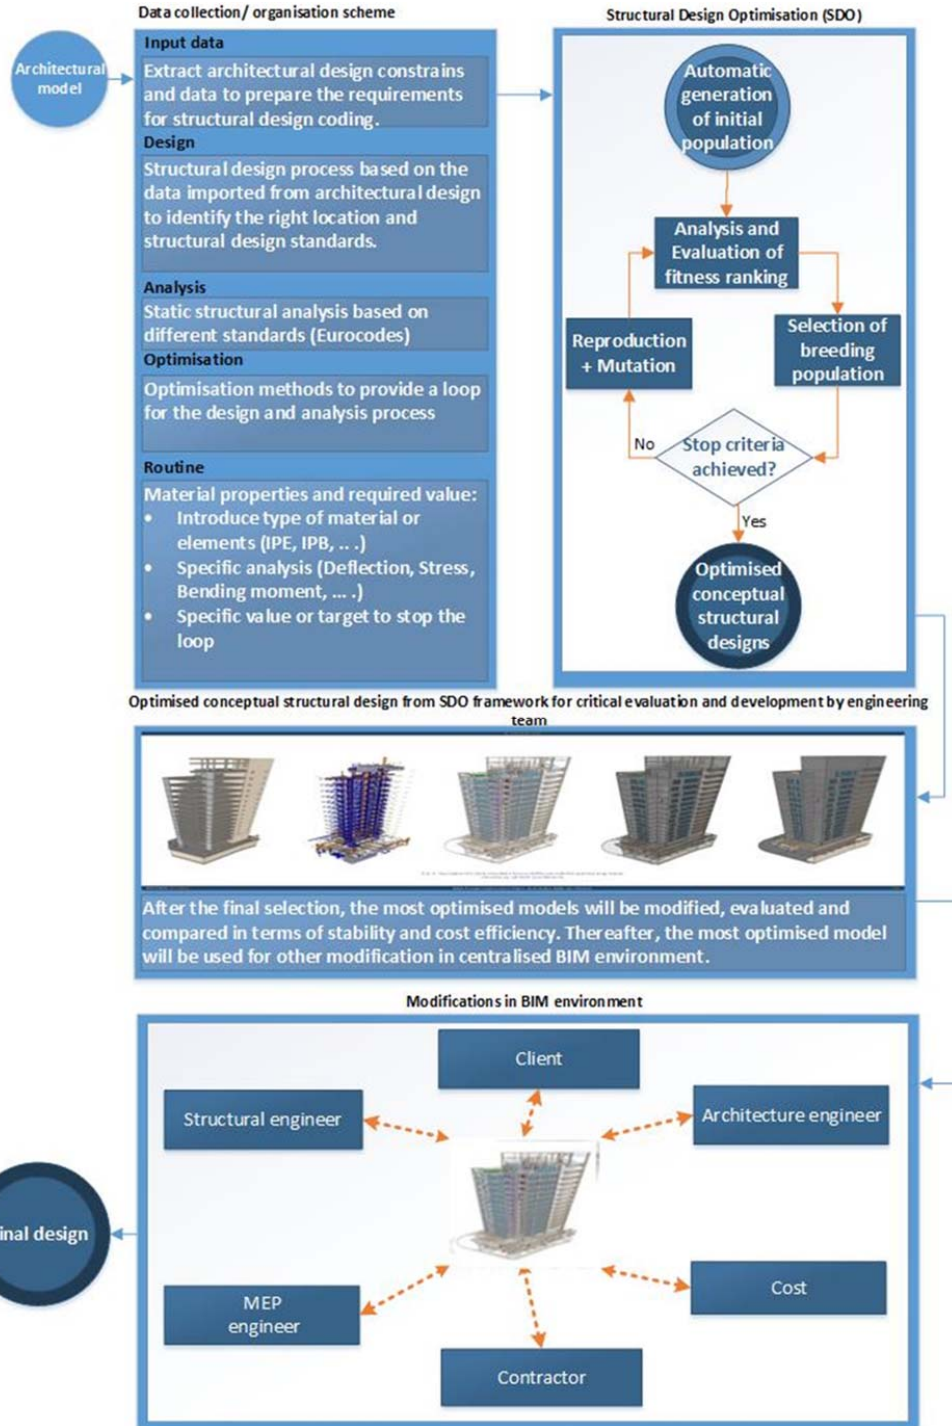 Data collection/ organisation scheme
Architectural
model
Input data
Extract architectural design constrains
and data to prepare the requirements
for structural design coding.
Design
Structural design process based on the
data imported from architectural design
to identify the right location and
structural design standards.
Analysis
Static structural analysis based on
different standards (Eurocodes)
Optimisation
Optimisation methods to provide a loop
for the design and analysis process
Routine
Material properties and required value:
• Introduce type of material or
elements (IPE, IPB, .. .)
• Specific analysis (Deflection, Stress,
Bending moment, ... .)
• Specific value or target to stop the
loop
Structural Design Optimisation (SDO)
Automatic
generation
of initial
population
Analysis and
Evaluation of
fitness ranking
Selection of
breeding
population
Reproduction
+ Mutation
Stop criteria
achieved?
No
Yes
Optimised
conceptual
structural
designs
Optimised conceptual structural design from SDO framework for critical evaluation and development by engineering
team
After the final selection, the most optimised models will be modified, evaluated and
compared in terms of stability and cost efficiency. Thereafter, the most optimised model
will be used for other modification in centralised BIM environment.
Modifications in BIM environment
Client
Structural engineer
Architecture engineer
inal design
MEP
engineer
Cost
Contractor